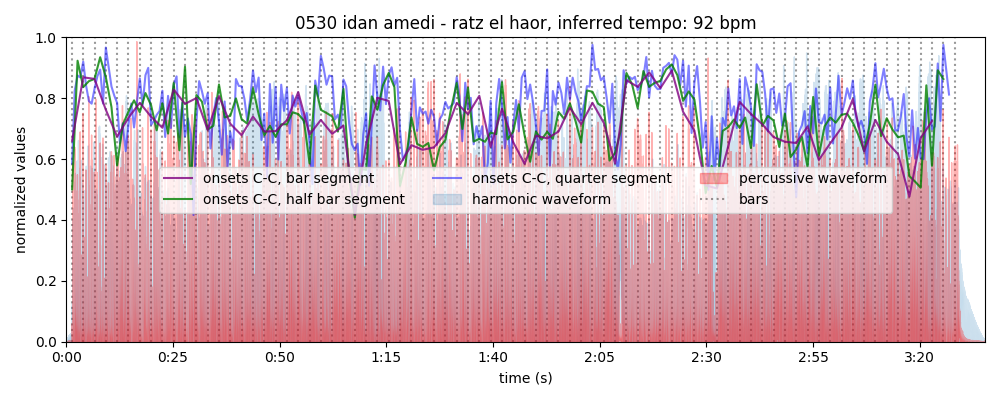 0530 idan amedi - ratz el haor, inferred tempo: 92 bpm
normalized values
1.0
0.8
0.6
0.4
0.2
0.0
onsets C-C, bar segment
onsets C-C, half bar segment
onsets C-C, quarter segment
harmonic waveform
percussive waveform
bars
0:00 0:25 0:50 1:15 1:40 2:05 2:30 2:55 3:20
time (s)